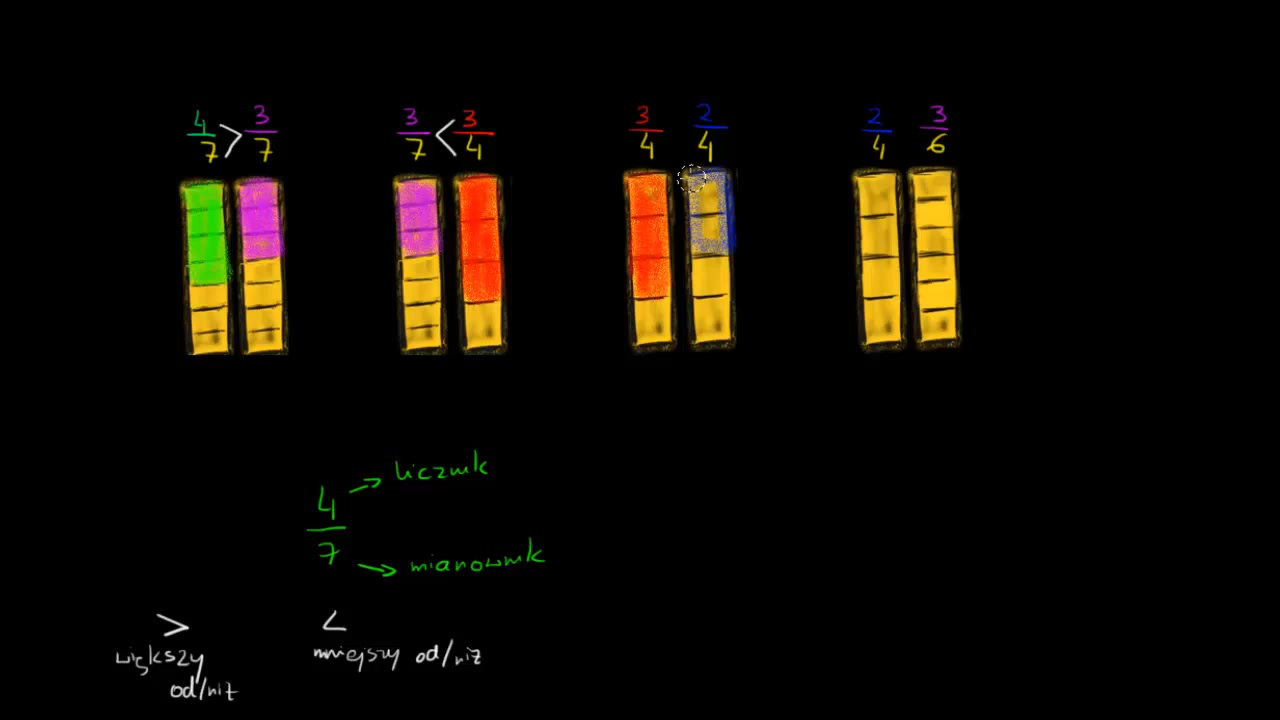 4/7 > 3/7
3/7 < 3/4
3/4 2/4
2/4 3/6
4/7
licznik
mianownik
>
większy
od/niż
<
mniejszy od/niż